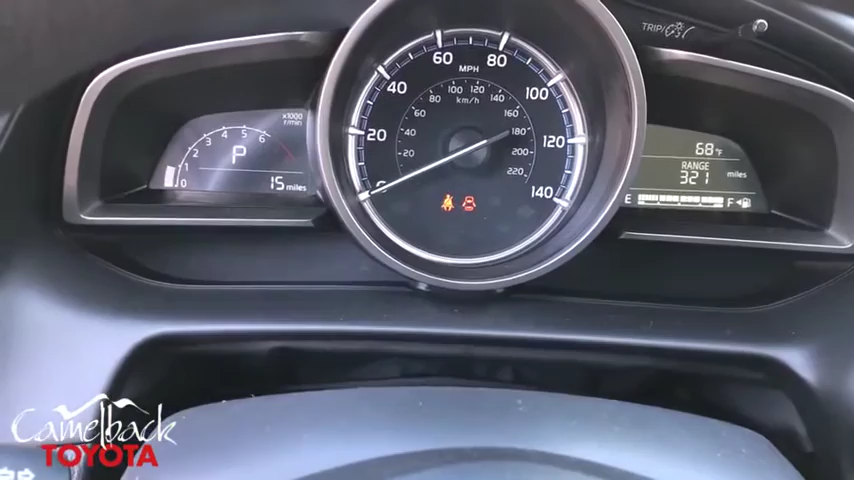 TRIP
x1000
r/min
0 1 2 3 4 5 6
P
15 miles
0 20 40 60 80 100 120 140
MPH
20 40 60 80 100 120 140 160 180 200 220
km/h
68 °F
RANGE
321 miles
E F
Camelback
TOYOTA